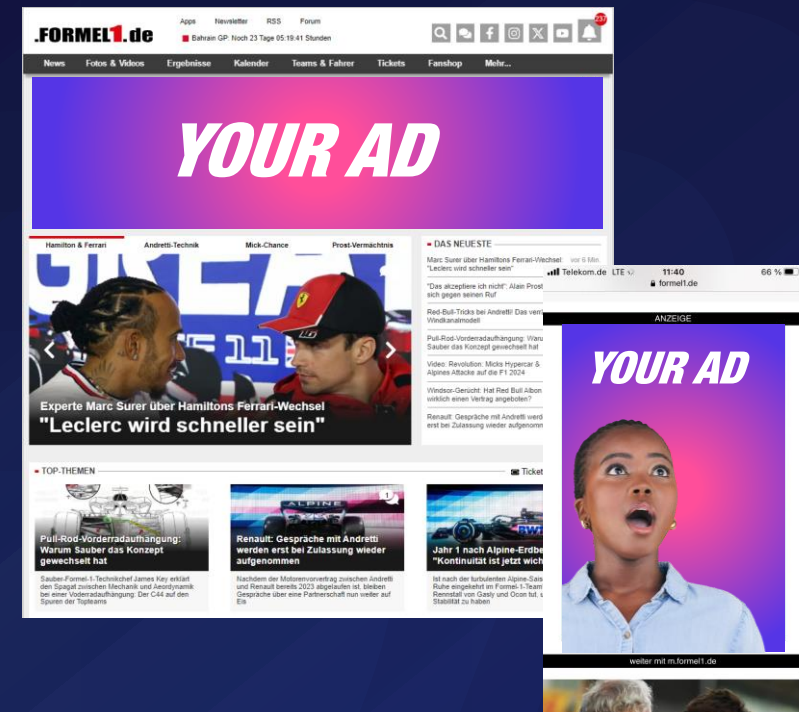 .FORMEL1.de
Apps Newsletter RSS Forum
Bahrain GP: Noch 23 Tage 05:19:41 Stunden
237
News Fotos & Videos Ergebnisse Kalender Teams & Fahrer Tickets Fanshop Mehr...
YOUR AD
Hamilton & Ferrari Andretti-Technik Mick-Chance Prost-Vermächtnis
Experte Marc Surer über Hamiltons Ferrari-Wechsel
"Leclerc wird schneller sein"
DAS NEUESTE
Marc Surer über Hamiltons Ferrari-Wechsel: vor 6 Min.
"Leclerc wird schneller sein"
"Das akzeptiere ich nicht": Alain Prost
sich gegen seinen Ruf
Red-Bull-Tricks bei Andretti! Das
Windkanalmodell
Pull-Rod-Vorderradaufhängung:
Sauber das Konzept gewechselt hat
Video: Revolution: Micks Hypercar &
Alpines Attacke auf die F1 2024
Windsor-Gerücht: Hat Red Bull Albon
wirklich einen Vertrag angeboten?
Renault: Gespräche mit Andretti
erst bei Zulassung wieder
TOP-THEMEN
Ticket
Pull-Rod-Vorderradaufhängung:
Warum Sauber das Konzept
gewechselt hat
Sauber-Formel-1-Technikchef James Key erklärt
den Spagat zwischen Mechanik und Aeordynamik
bei einer Voderradaufhängung: Der C44 auf den
Spuren der Topteams
ALPINE
1
Renault: Gespräche mit Andretti
werden erst bei Zulassung wieder
aufgenommen
Nachdem der Motorenvorvertrag zwischen Andretti
und Renault bereits 2023 abgelaufen ist, bleiben
Gespräche über eine Partnerschaft nun weiter auf
Eis
BWT
Jahr 1 nach Alpine-Erdbe
"Kontinuität ist jetzt wich
Ist nach der turbulenten Alpine-Sais
Ruhe eingekehrt im Formel-1-Team
Rennstall von Gasly und Ocon tut, u
Stabilität zu haben
Telekom.de LTE 11:40 66 %
formel1.de
ANZEIGE
YOUR AD
weiter mit m.formel1.de